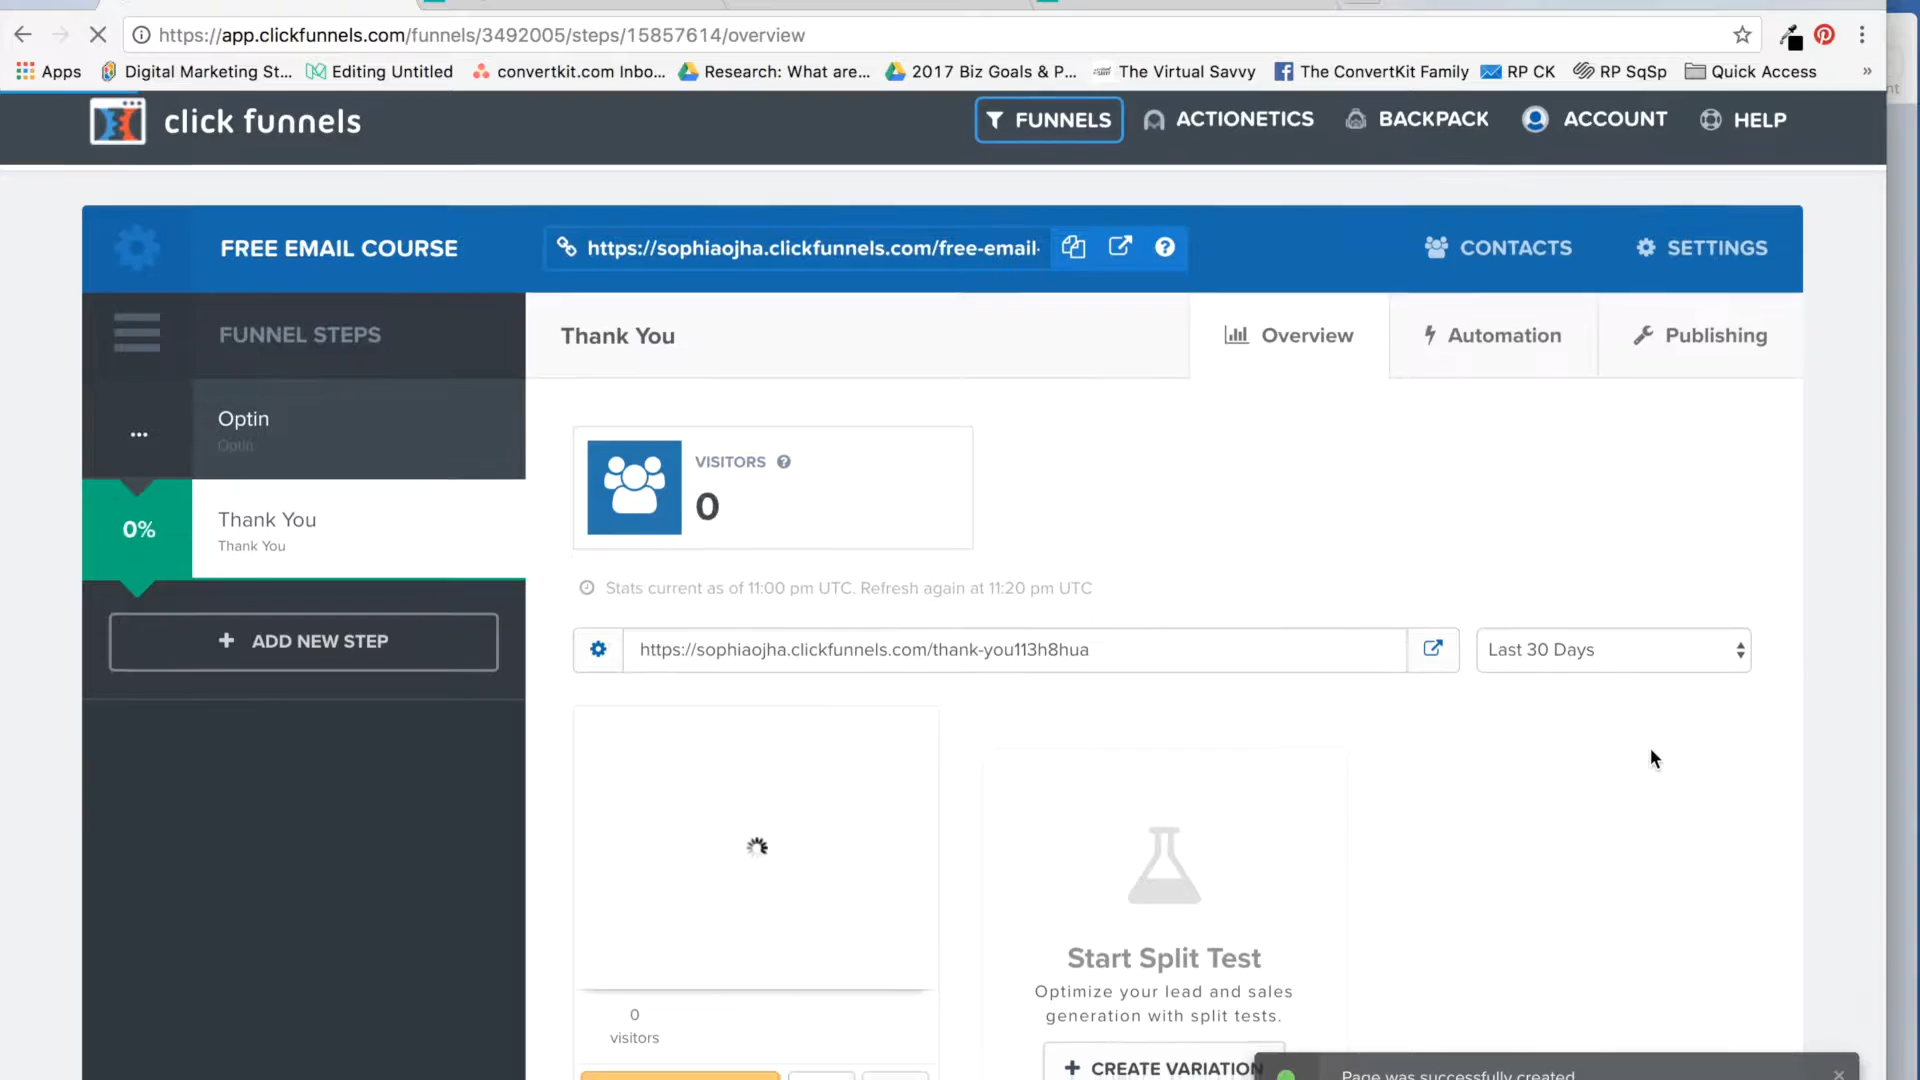 https://app.clickfunnels.com/funnels/3492005/steps/15857614/overview
Apps Digital Marketing St... Editing Untitled convertkit.com Inbo... Research: What are... 2017 Biz Goals & P... The Virtual Savvy The ConvertKit Family RP CK RP SqSp Quick Access »
click funnels FUNNELS ACTIONETICS BACKPACK ACCOUNT HELP
FREE EMAIL COURSE https://sophiaojha.clickfunnels.com/free-email- CONTACTS SETTINGS
FUNNEL STEPS Thank You Overview Automation Publishing
Optin
Optin
VISITORS
0
0% Thank You
Thank You
Stats current as of 11:00 pm UTC. Refresh again at 11:20 pm UTC
+ ADD NEW STEP
https://sophiaojha.clickfunnels.com/thank-you113h8hua Last 30 Days
Start Split Test
Optimize your lead and sales
generation with split tests.
0
visitors
+ CREATE VARIATION
Page was successfully created